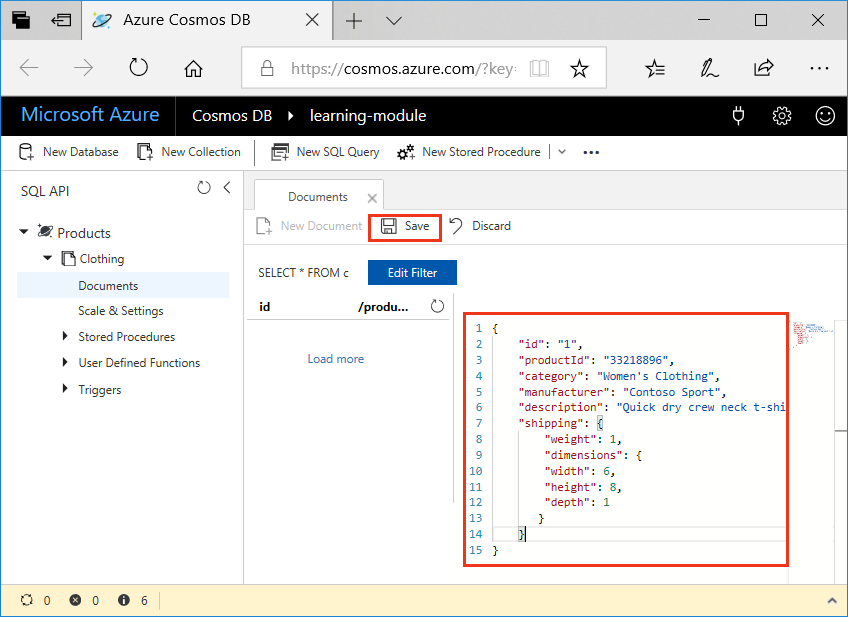 Azure Cosmos DB
https://cosmos.azure.com/?key=
Microsoft Azure Cosmos DB learning-module
New Database New Collection New SQL Query New Stored Procedure
SQL API
Documents
New Document Save Discard
Products
Clothing
Documents
Scale & Settings
Stored Procedures
User Defined Functions
Triggers
SELECT * FROM c Edit Filter
id /produ...
Load more
1 {
2 "id": "1",
3 "productId": "33218896",
4 "category": "Women's Clothing",
5 "manufacturer": "Contoso Sport",
6 "description": "Quick dry crew neck t-shi
7 "shipping": {
8 "weight": 1,
9 "dimensions": {
10 "width": 6,
11 "height": 8,
12 "depth": 1
13 }
14 }
15 }
0 0 6